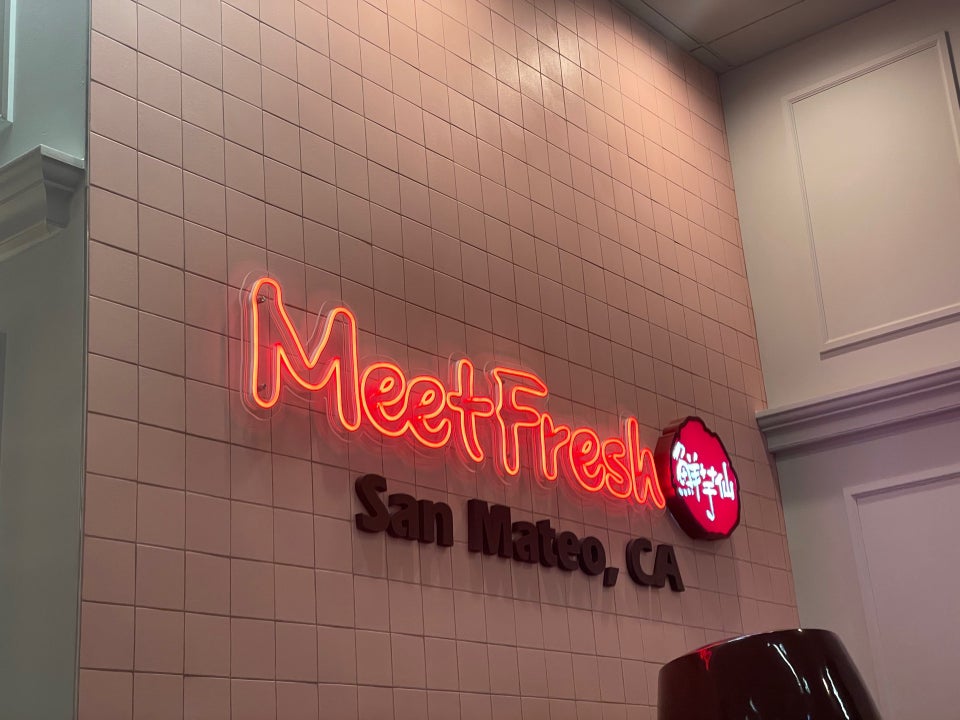 MeetFresh
鮮芋仙
San Mateo, CA